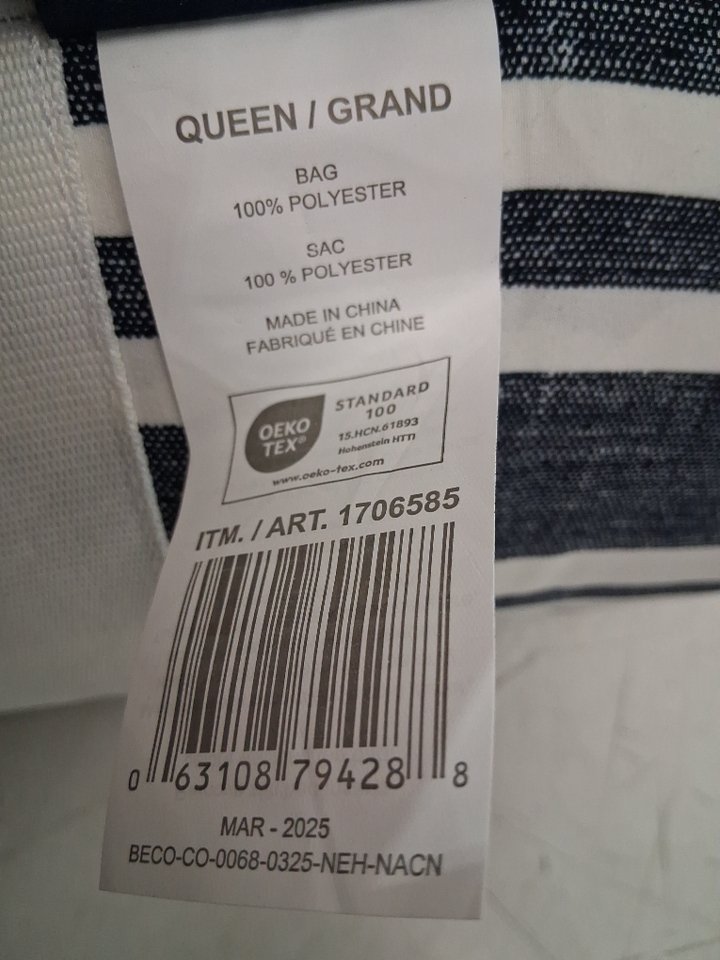 QUEEN / GRAND
BAG
100% POLYESTER
SAC
100 % POLYESTER
MADE IN CHINA
FABRIQUÉ EN CHINE
OEKO
TEX®
STANDARD
100
15.HCN.61893
Hohenstein HTTI
www.oeko-tex.com
ITM. / ART. 1706585
0 63108 79428 8
MAR - 2025
BECO-CO-0068-0325-NEH-NACN